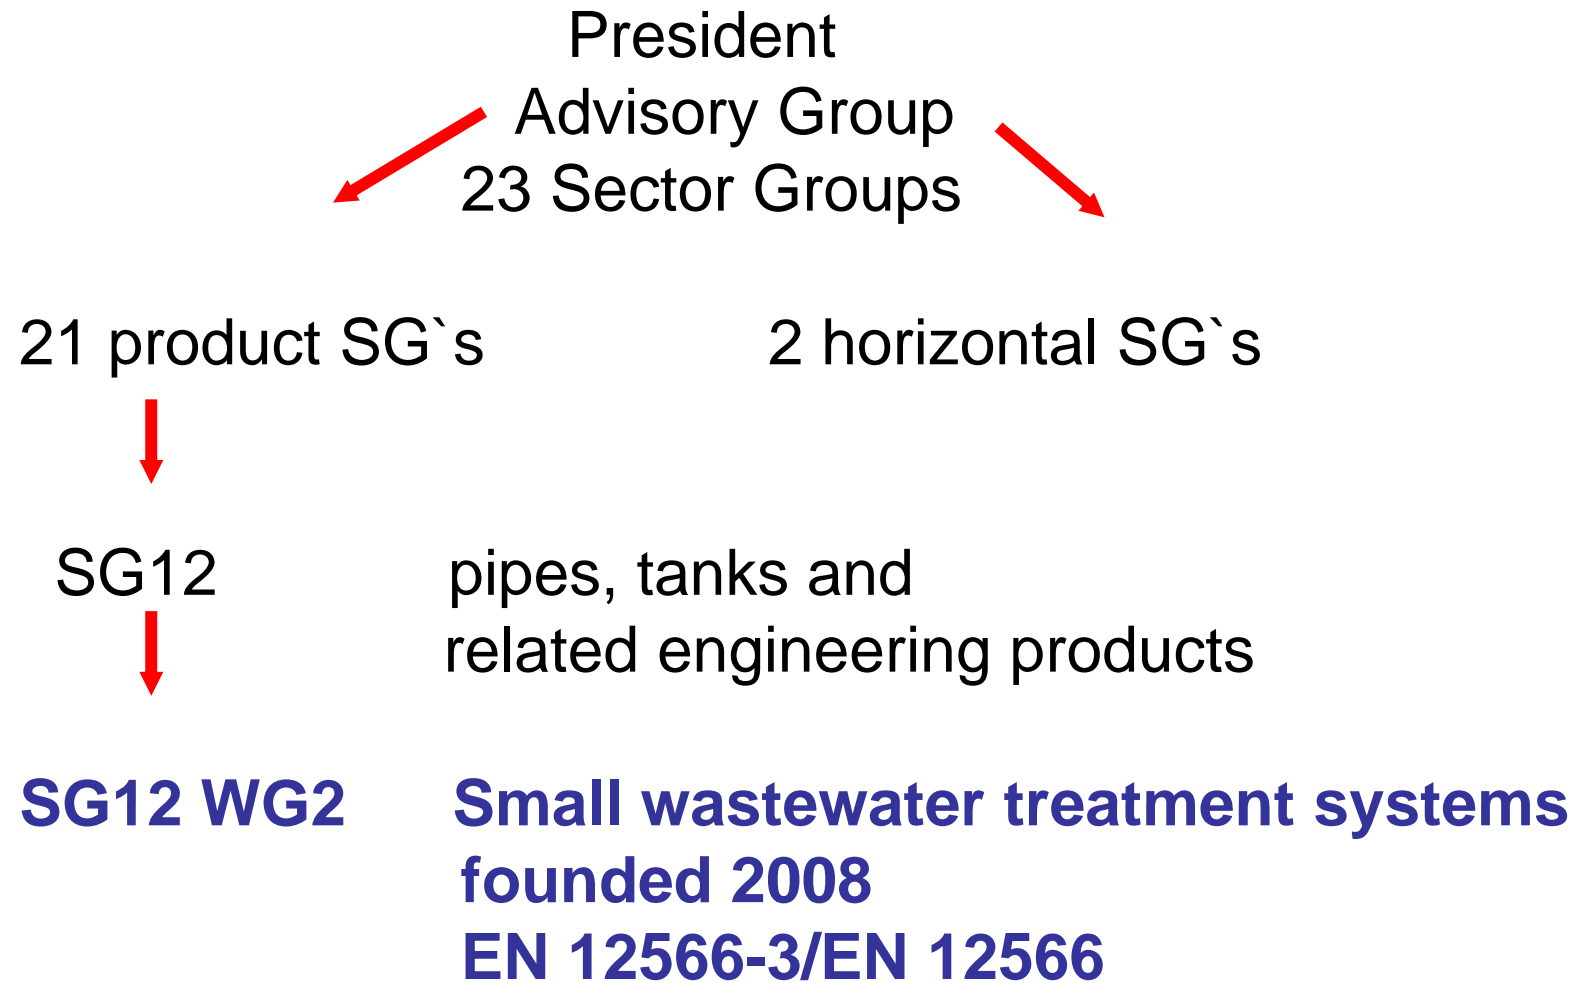 President
Advisory Group
23 Sector Groups
21 product SG`s 2 horizontal SG`s
SG12 pipes, tanks and
related engineering products
SG12 WG2 Small wastewater treatment systems
founded 2008
EN 12566-3/EN 12566